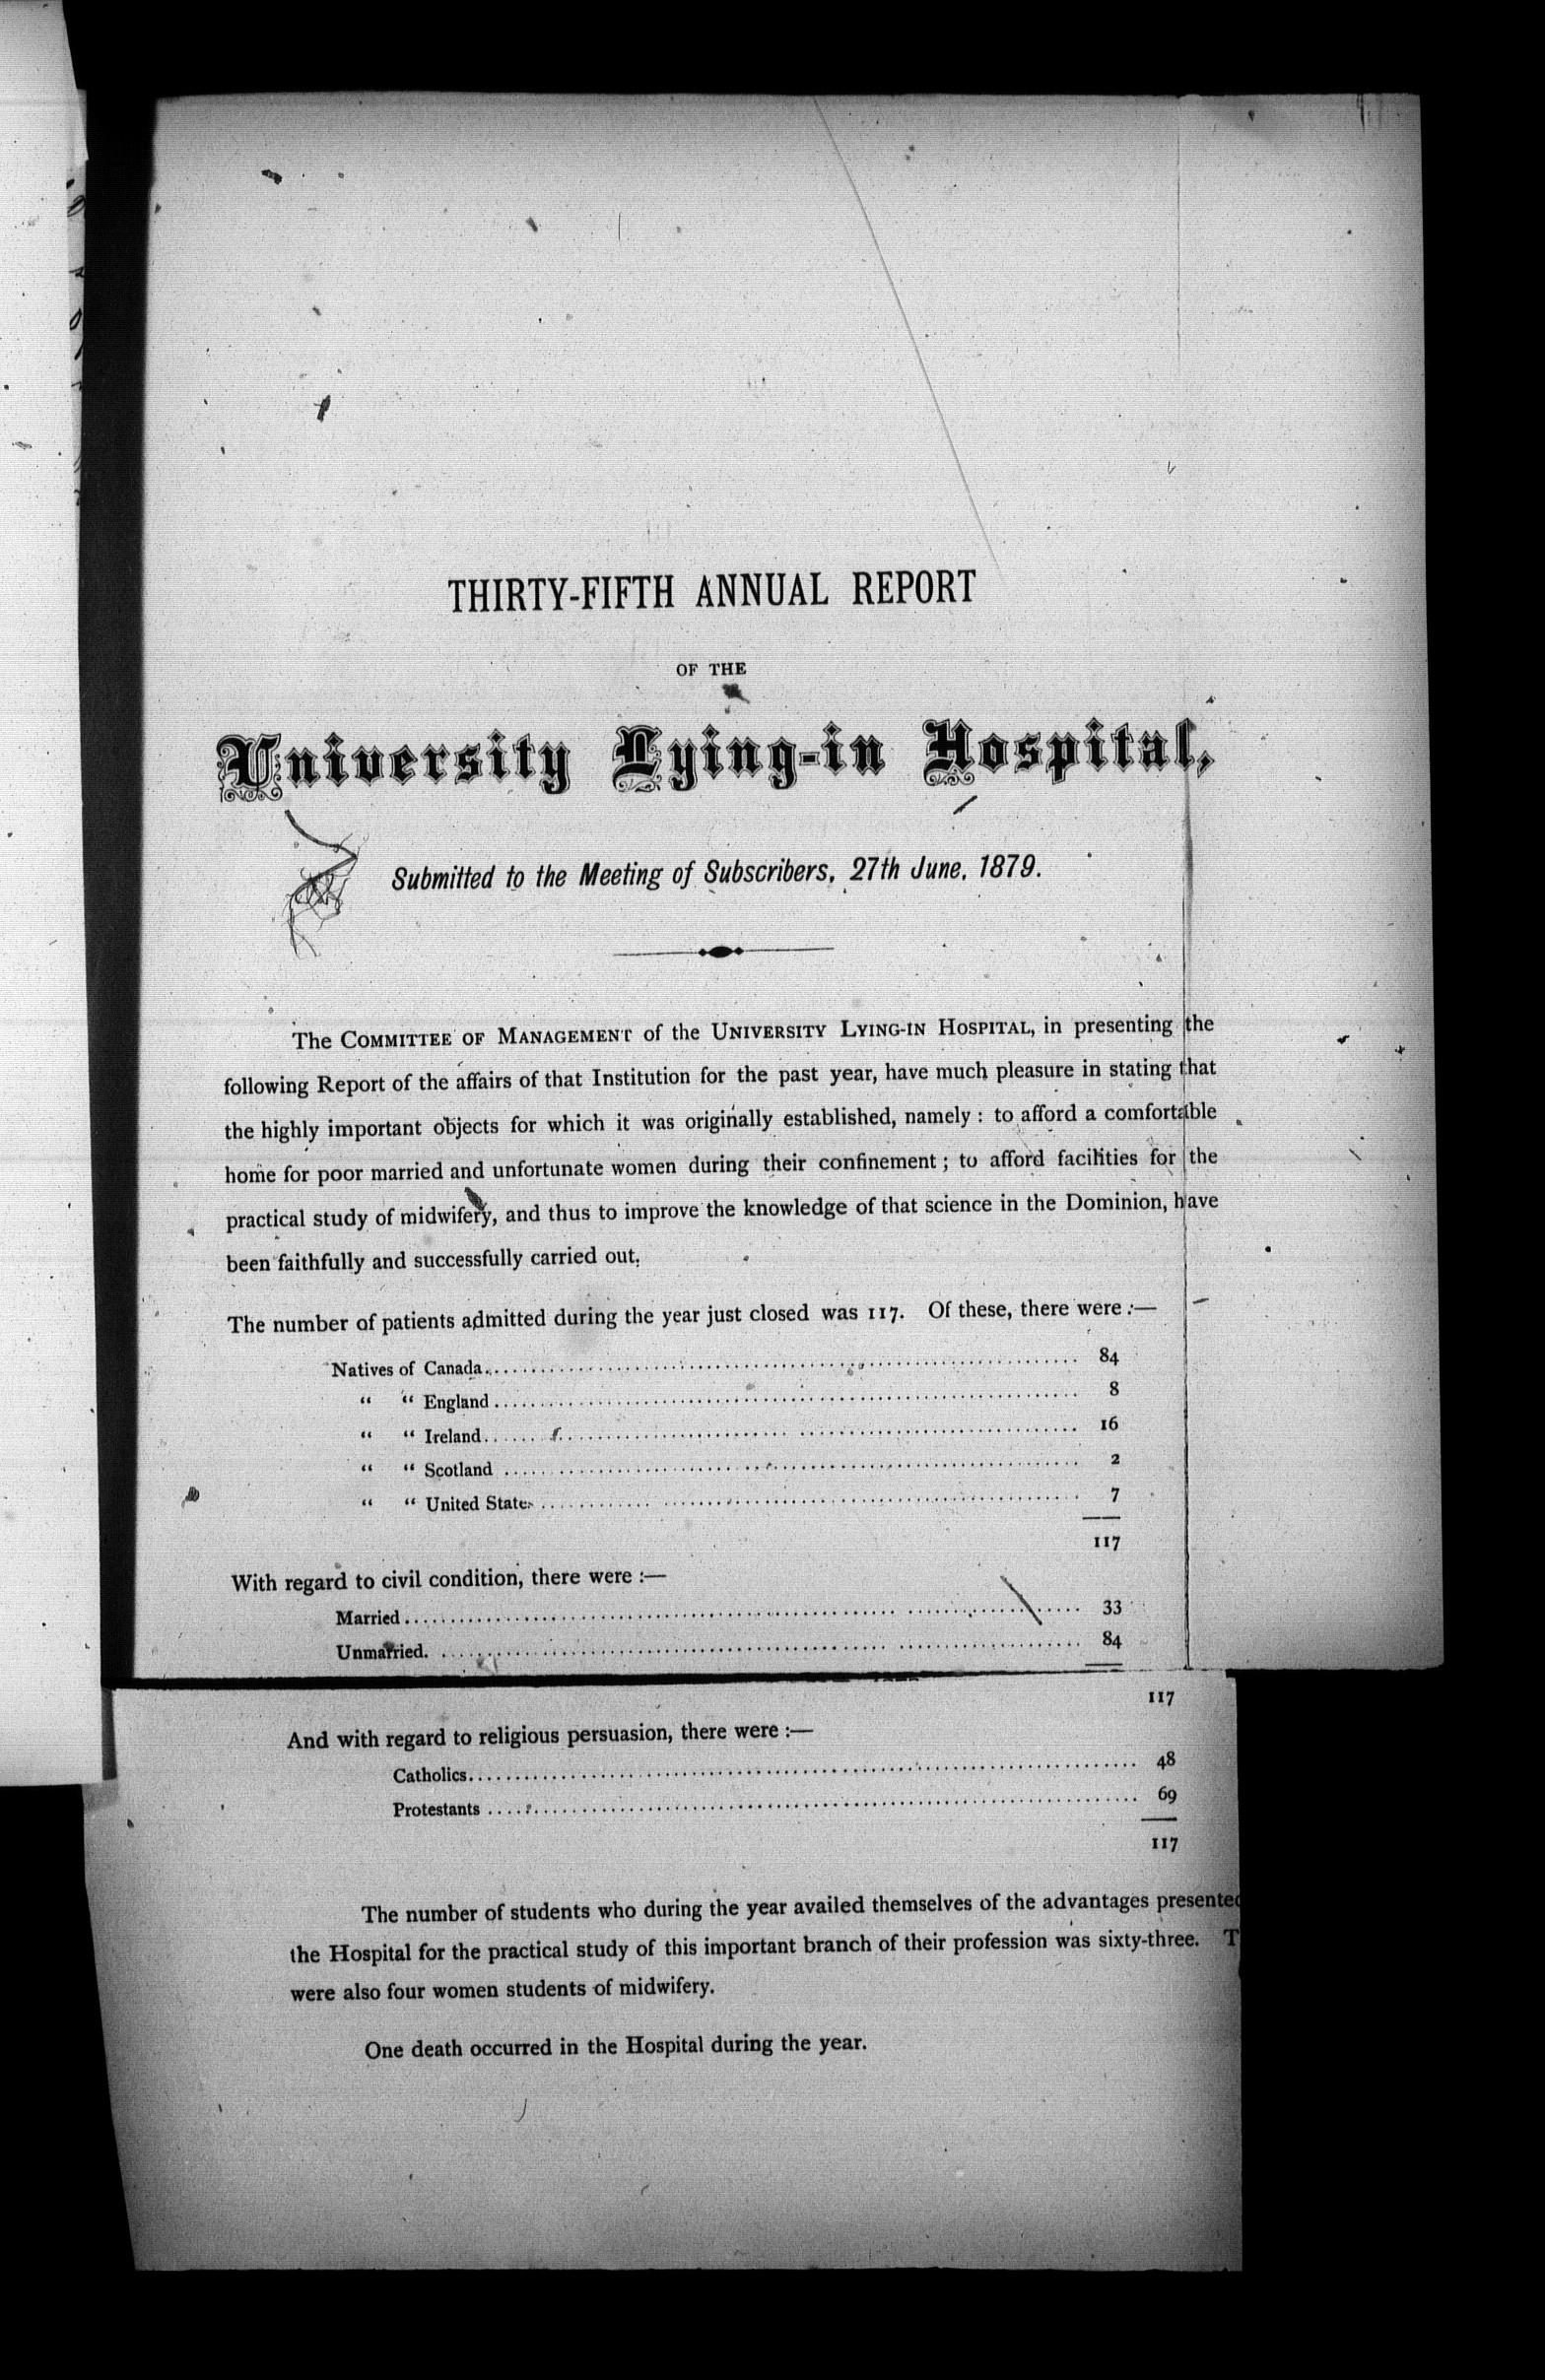 THIRTY-FIFTH ANNUAL REPORT
OF THE
University Lying-in Hospital,
Submitted to the Meeting of Subscribers, 27th June, 1879.
The COMMITTEE OF MANAGEMENT of the UNIVERSITY LYING-IN HOSPITAL, in presenting the
following Report of the affairs of that Institution for the past year, have much pleasure in stating that
the highly important objects for which it was originally established, namely : to afford a comfortable
home for poor married and unfortunate women during their confinement ; to afford facilities for the
practical study of midwifery, and thus to improve the knowledge of that science in the Dominion, have
been faithfully and successfully carried out.
The number of patients admitted during the year just closed was 117. Of these, there were :—
Natives of Canada........ 84
“ “ England........ 8
“ “ Ireland........ 16
“ “ Scotland ........ 2
“ “ United States ........ 7
117
With regard to civil condition, there were :—
Married........ 33
Unmarried. ........ 84
117
And with regard to religious persuasion, there were :—
Catholics........ 48
Protestants ........ 69
117
The number of students who during the year availed themselves of the advantages presented
the Hospital for the practical study of this important branch of their profession was sixty-three. T
were also four women students of midwifery.
One death occurred in the Hospital during the year.